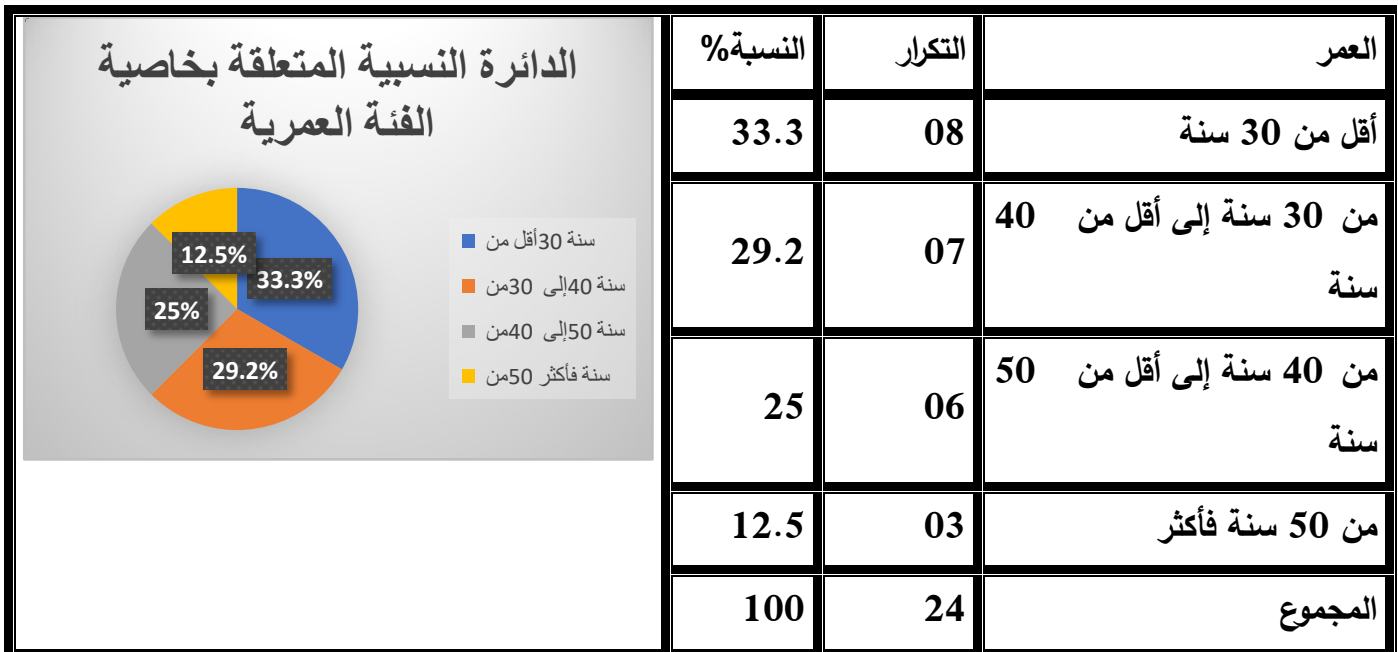 العمر التكرار النسبة%
أقل من 30 سنة 08 33.3
من 30 سنة إلى أقل من 40
سنة
07 29.2
من 40 سنة إلى أقل من 50
سنة
06 25
من 50 سنة فأكثر 03 12.5
المجموع 24 100
الدائرة النسبية المتعلقة بخاصية
الفئة العمرية
33.3%
29.2%
25%
12.5%
سنة 30أقل من
سنة 40إلى 30من
سنة 50إلى 40من
سنة فأكثر 50من